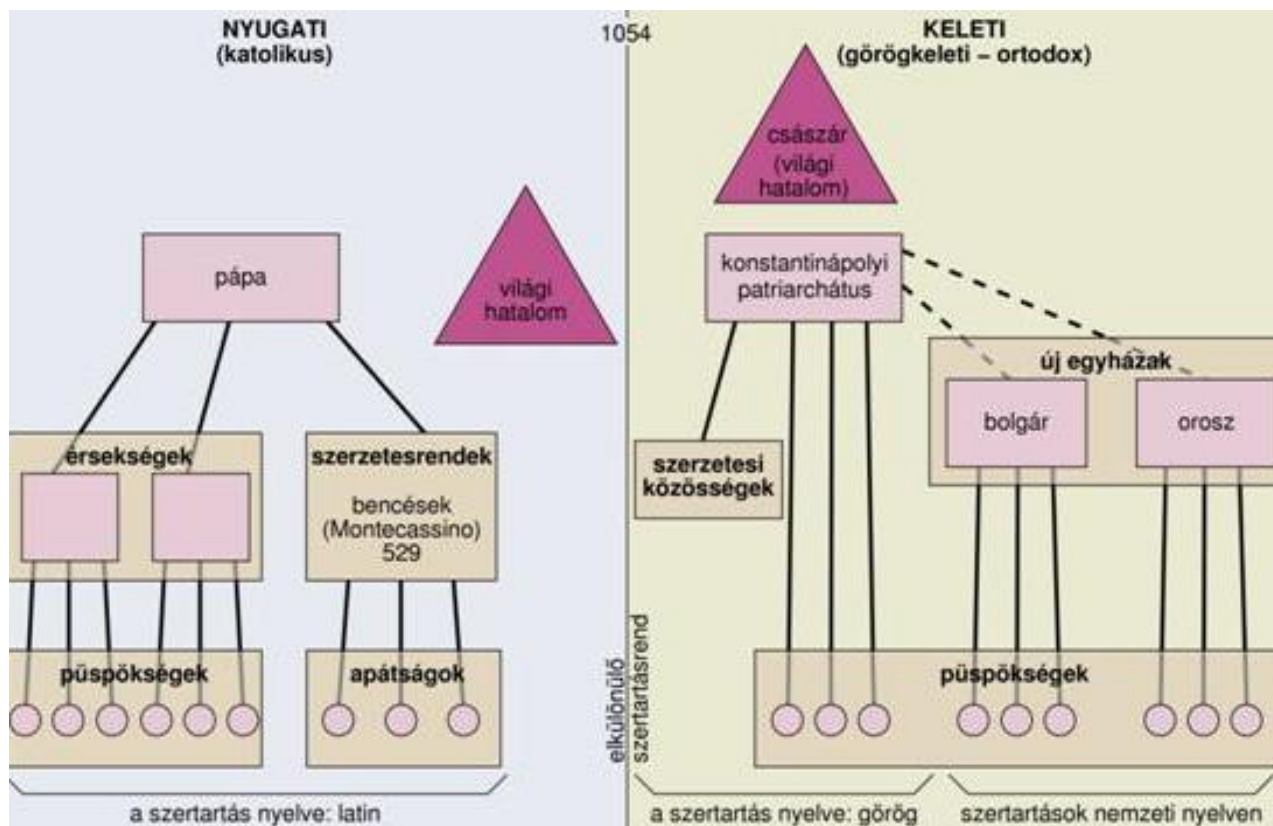 NYUGATI
(katolikus)
1054
KELETI
(görögkeleti – ortodox)
császár
(világi
hatalom)
pápa
világi
hatalom
konstantinápolyi
patriarchátus
új egyházak
bolgár
orosz
érsekségek
szerzetesrendek
bencések
(Montecassino)
529
szerzetesi
közösségek
püspökségek
apátságok
elkülönülő
szertartásrend
püspökségek
a szertartás nyelve: latin
a szertartás nyelve: görög
szertartások nemzeti nyelven